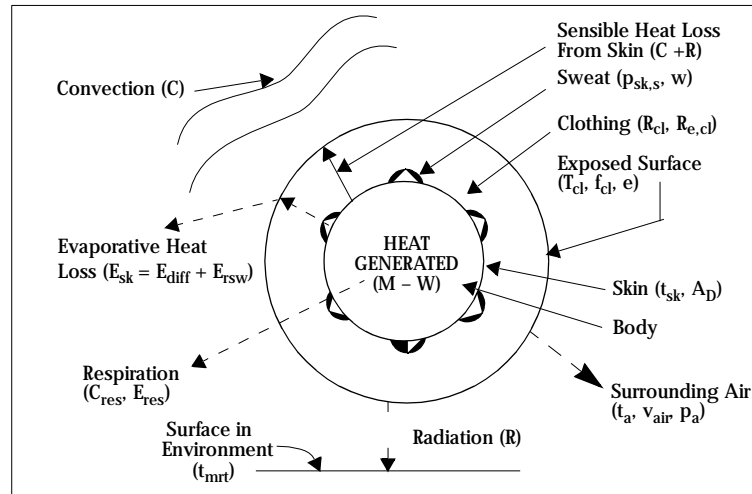 Sensible Heat Loss
From Skin (C +R)
Convection (C)
Sweat (p_sk,s, w)
Clothing (R_cl, R_e,cl)
Exposed Surface
(T_cl, f_cl, e)
Evaporative Heat
Loss (E_sk = E_diff + E_rsw)
HEAT
GENERATED
(M – W)
Skin (t_sk, A_D)
Body
Respiration
(C_res, E_res)
Surrounding Air
(t_a, v_air, p_a)
Surface in
Environment
(t_mrt)
Radiation (R)